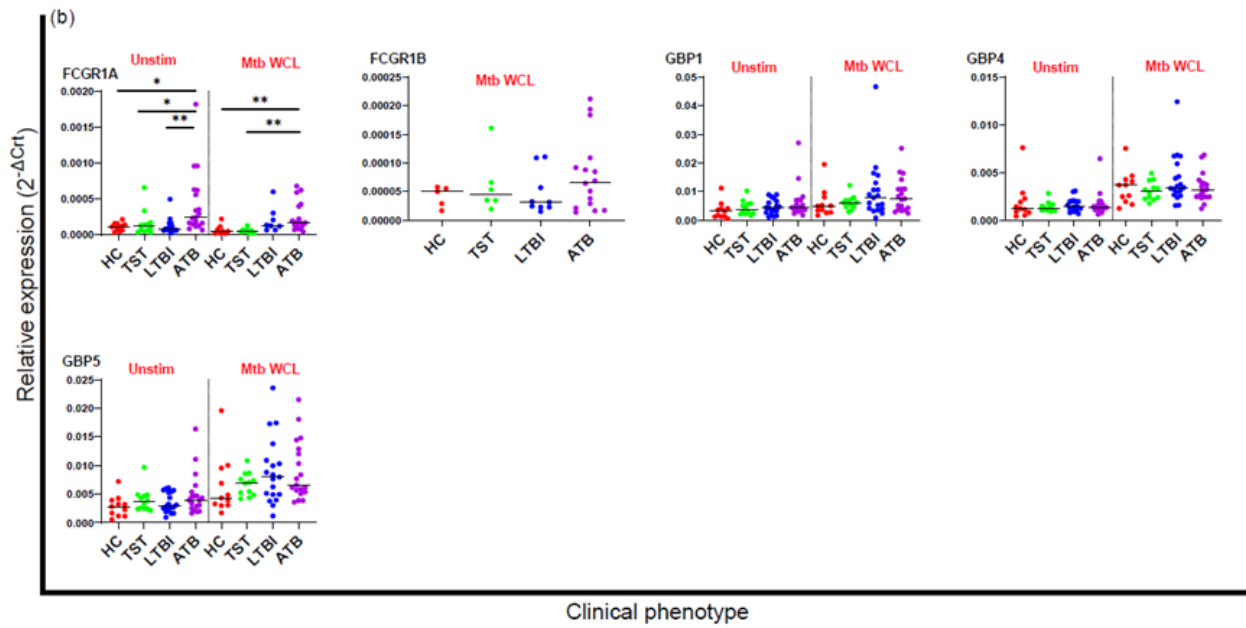 (b)
Relative expression (2-ΔCrt)
FCGR1A
Unstim
Mtb WCL
*
*
**
**
**
0.0020
0.0015
0.0010
0.0005
0.0000
HC TST LTBI ATB HC TST LTBI ATB
FCGR1B
Mtb WCL
0.00025
0.00020
0.00015
0.00010
0.00005
0.00000
HC TST LTBI ATB
GBP1
Unstim
Mtb WCL
0.05
0.04
0.03
0.02
0.01
0.00
HC TST LTBI ATB HC TST LTBI ATB
GBP4
Unstim
Mtb WCL
0.015
0.010
0.005
0.000
HC TST LTBI ATB HC TST LTBI ATB
GBP5
Unstim
Mtb WCL
0.025
0.020
0.015
0.010
0.005
0.000
HC TST LTBI ATB HC TST LTBI ATB
Clinical phenotype